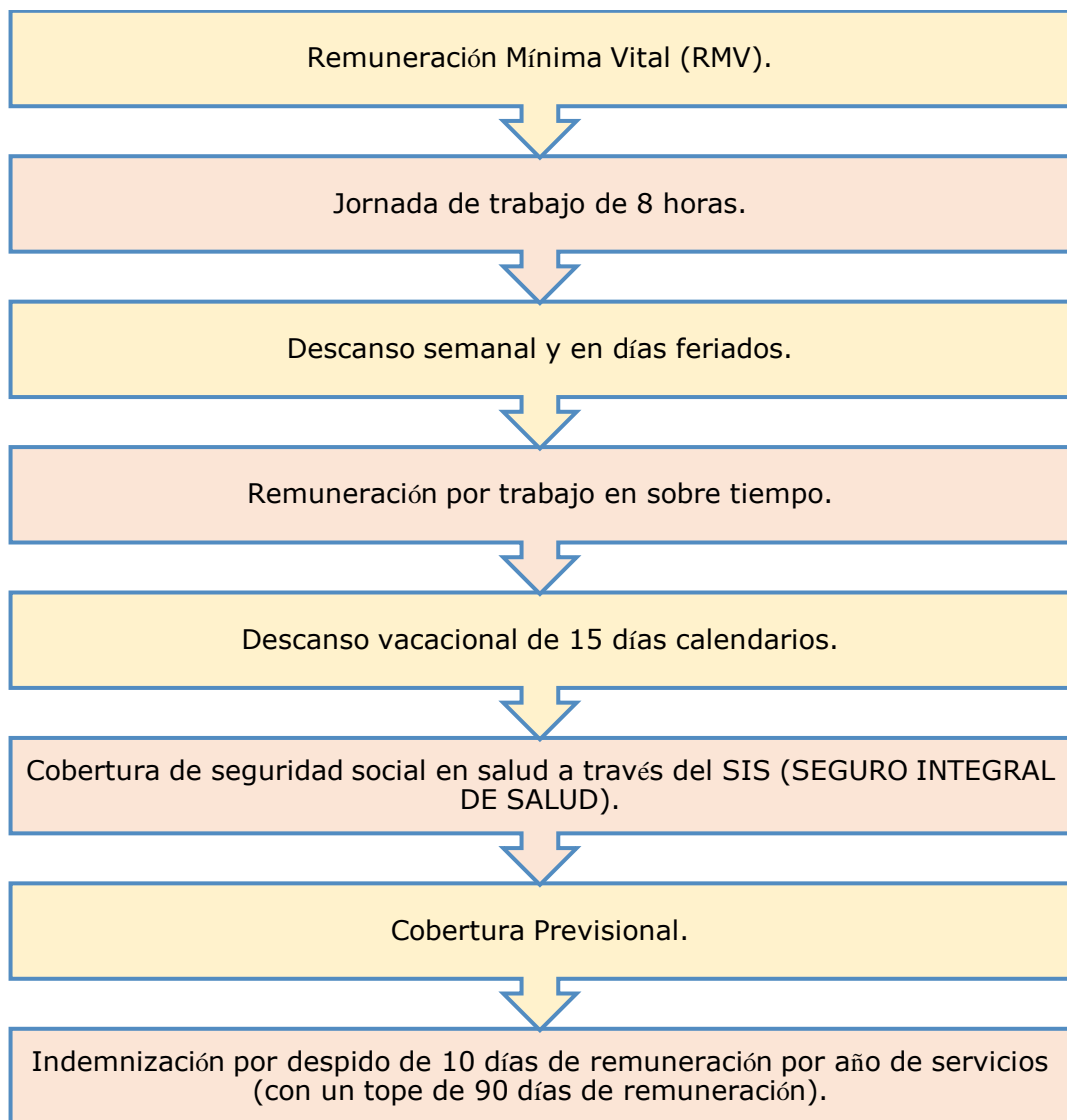 Remuneración Mínima Vital (RMV).
Jornada de trabajo de 8 horas.
Descanso semanal y en días feriados.
Remuneración por trabajo en sobre tiempo.
Descanso vacacional de 15 días calendarios.
Cobertura de seguridad social en salud a través del SIS (SEGURO INTEGRAL
DE SALUD).
Cobertura Previsional.
Indemnización por despido de 10 días de remuneración por año de servicios
(con un tope de 90 días de remuneración).